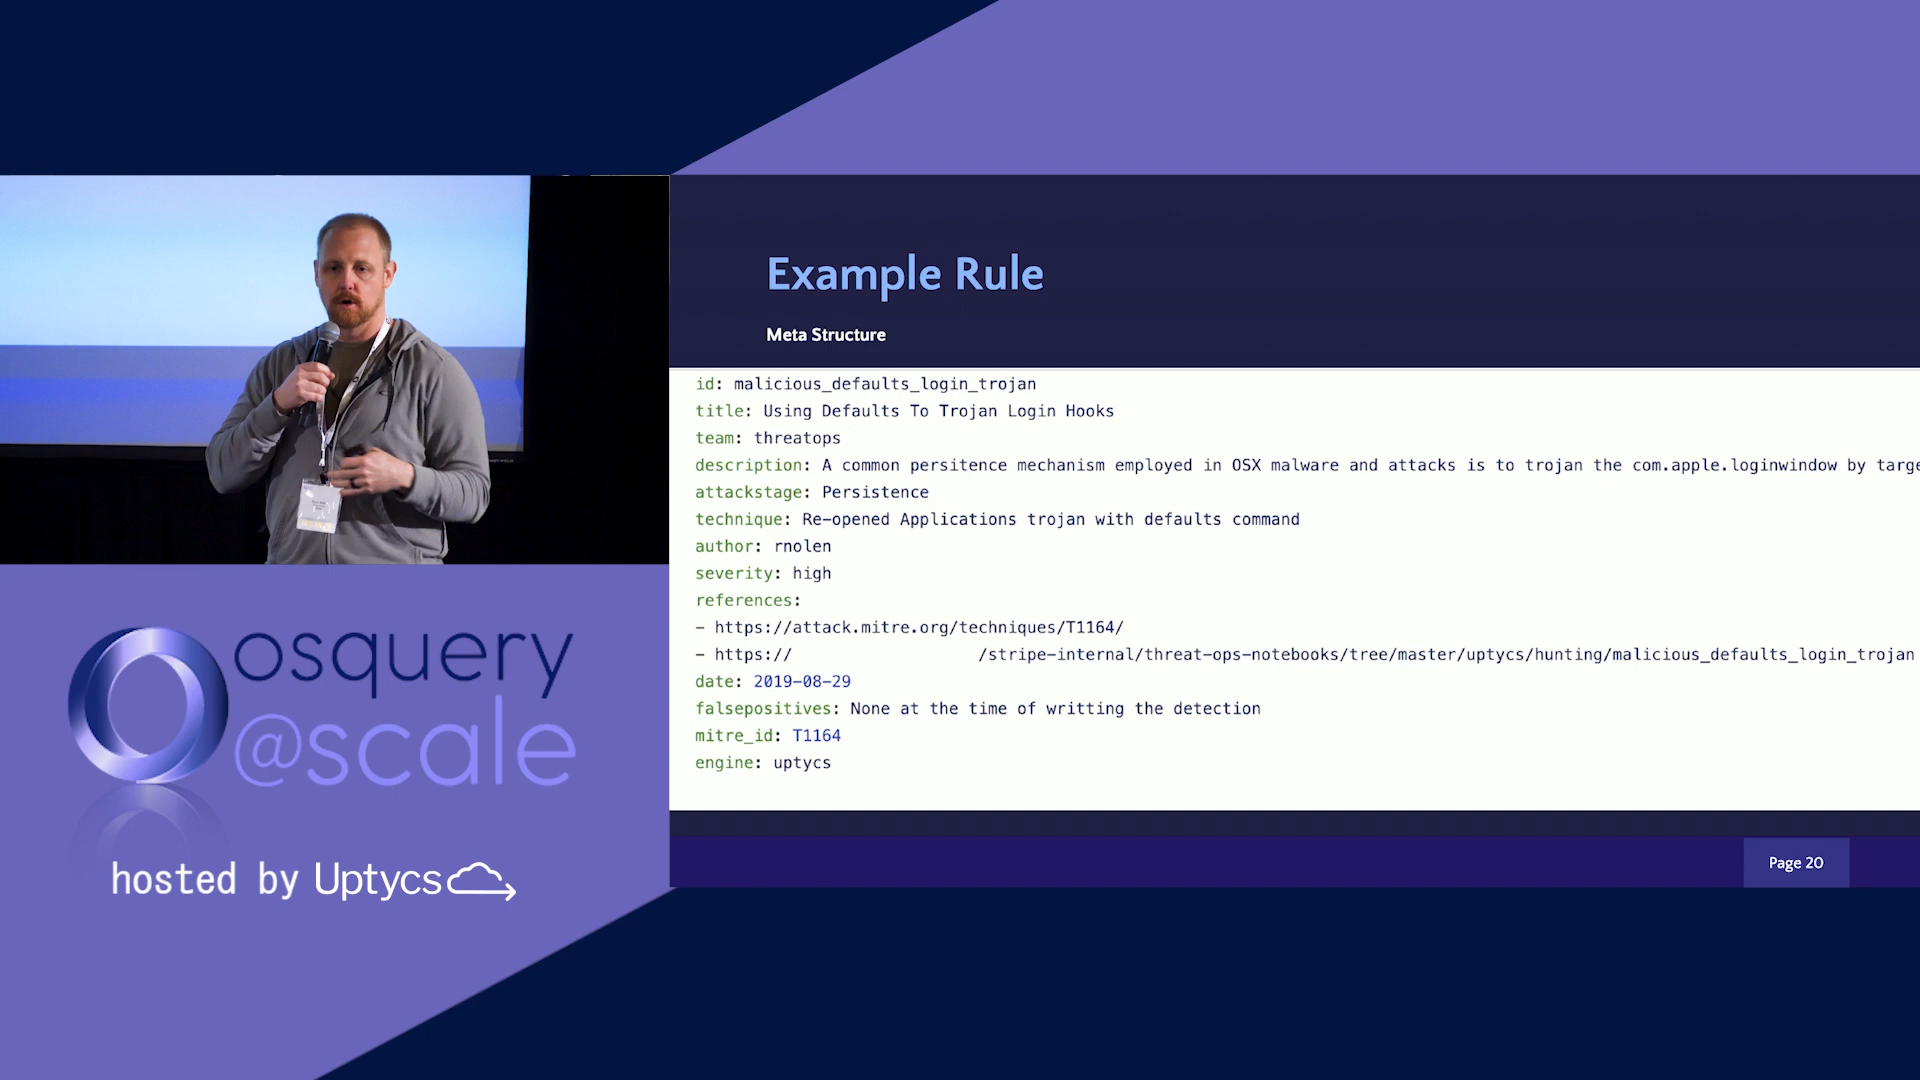 Example Rule
Meta Structure
id: malicious_defaults_login_trojan
title: Using Defaults To Trojan Login Hooks
team: threatops
description: A common persitence mechanism employed in OSX malware and attacks is to trojan the com.apple.loginwindow by targe
attackstage: Persistence
technique: Re-opened Applications trojan with defaults command
author: rnolen
severity: high
references:
- https://attack.mitre.org/techniques/T1164/
- https:// /stripe-internal/threat-ops-notebooks/tree/master/uptycs/hunting/malicious_defaults_login_trojan
date: 2019-08-29
falsepositives: None at the time of writting the detection
mitre_id: T1164
engine: uptycs
Page 20
osquery
@scale
hosted by Uptycs